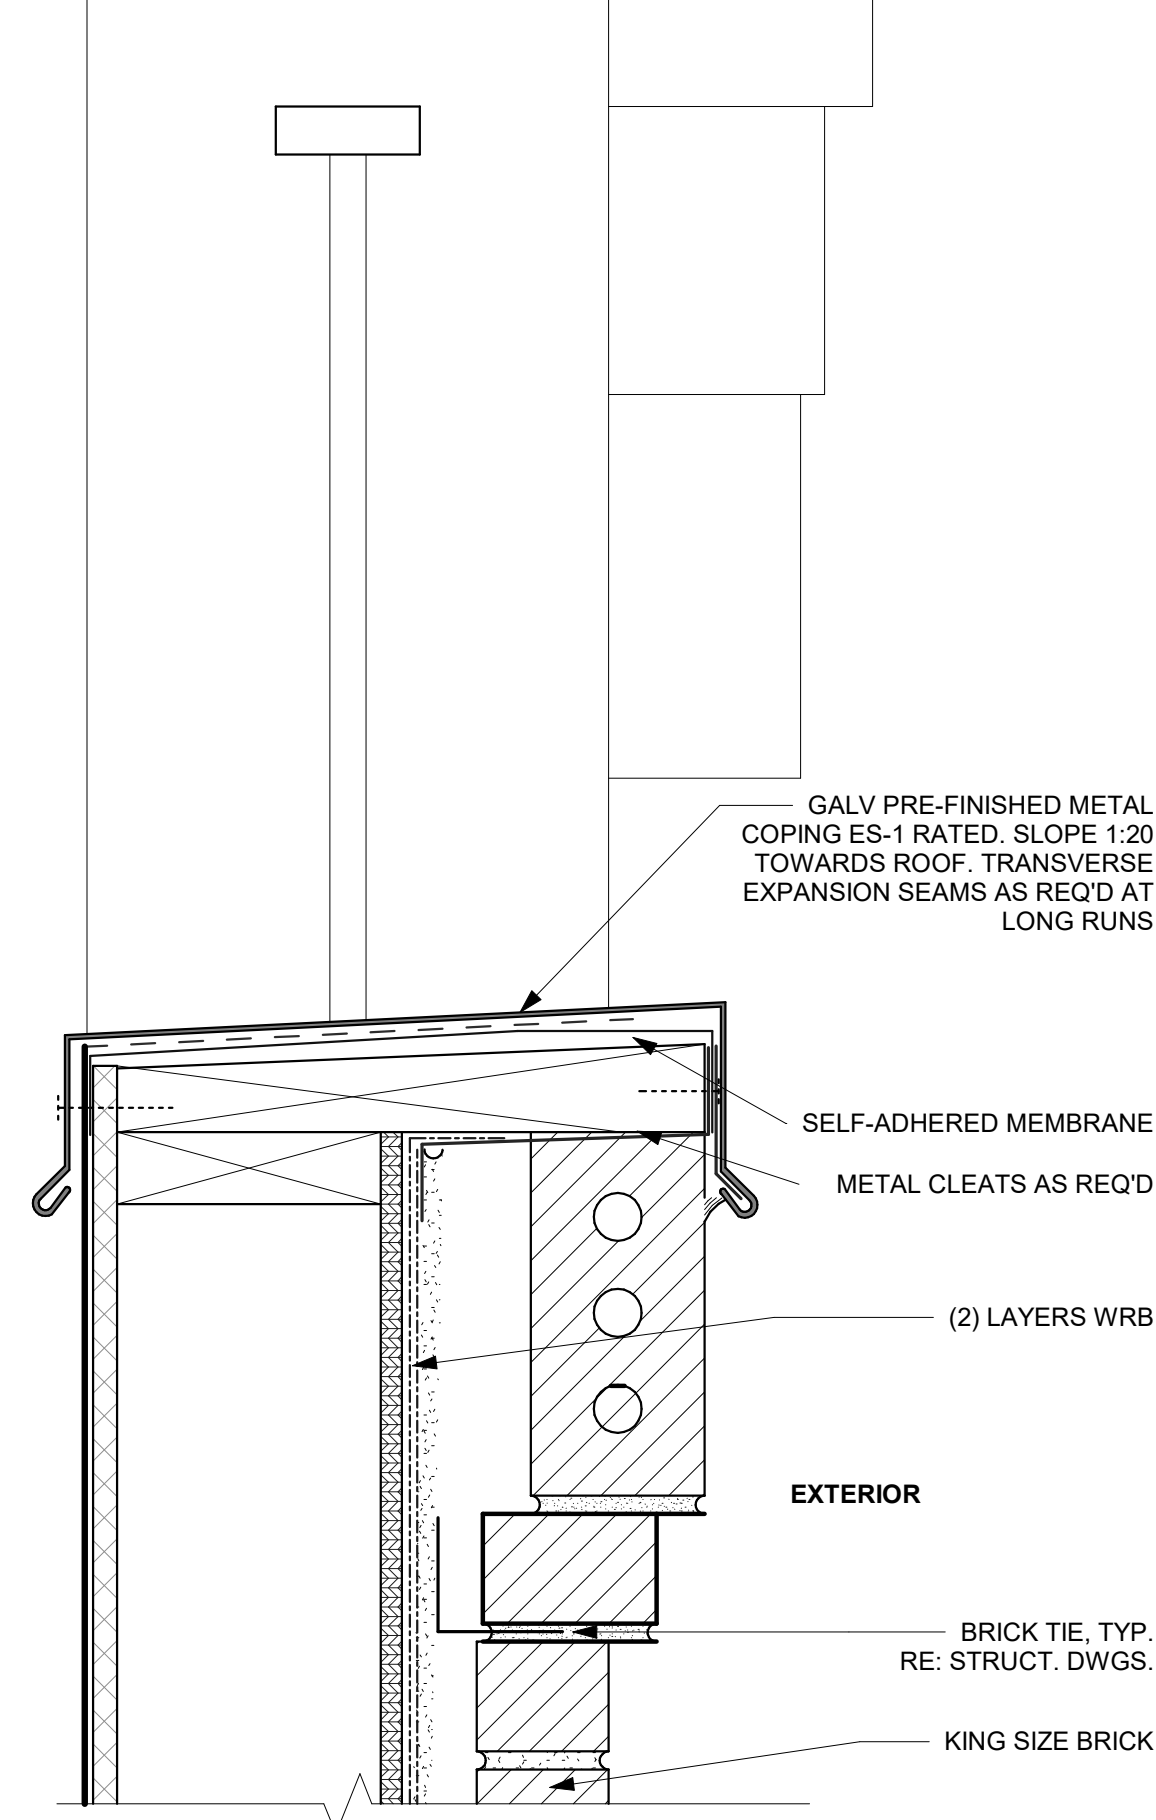 GALV PRE-FINISHED METAL
COPING ES-1 RATED. SLOPE 1:20
TOWARDS ROOF. TRANSVERSE
EXPANSION SEAMS AS REQ'D AT
LONG RUNS
SELF-ADHERED MEMBRANE
METAL CLEATS AS REQ'D
(2) LAYERS WRB
EXTERIOR
BRICK TIE, TYP.
RE: STRUCT. DWGS.
KING SIZE BRICK